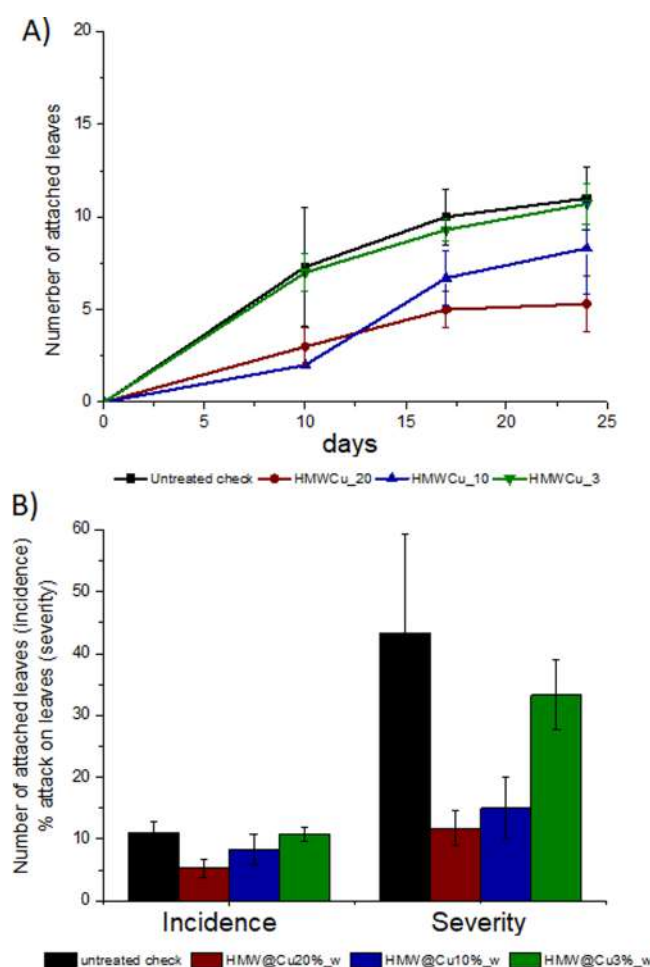 A)
Numerber of attached leaves
20
15
10
5
0
0 5 10 15 20 25
days
Untreated check HMWCu_20 HMWCu_10 HMWCu_3
B)
Number of attached leaves (incidence)
% attack on leaves (severity)
60
50
40
30
20
10
0
Incidence Severity
untreated check HMW@Cu20%_w HMW@Cu10%_w HMW@Cu3%_w